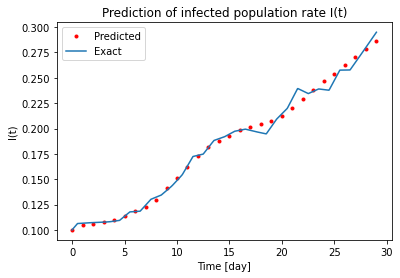 Prediction of infected population rate I(t)
Predicted
Exact
I(t)
0.300
0.275
0.250
0.225
0.200
0.175
0.150
0.125
0.100
0 5 10 15 20 25 30
Time [day]